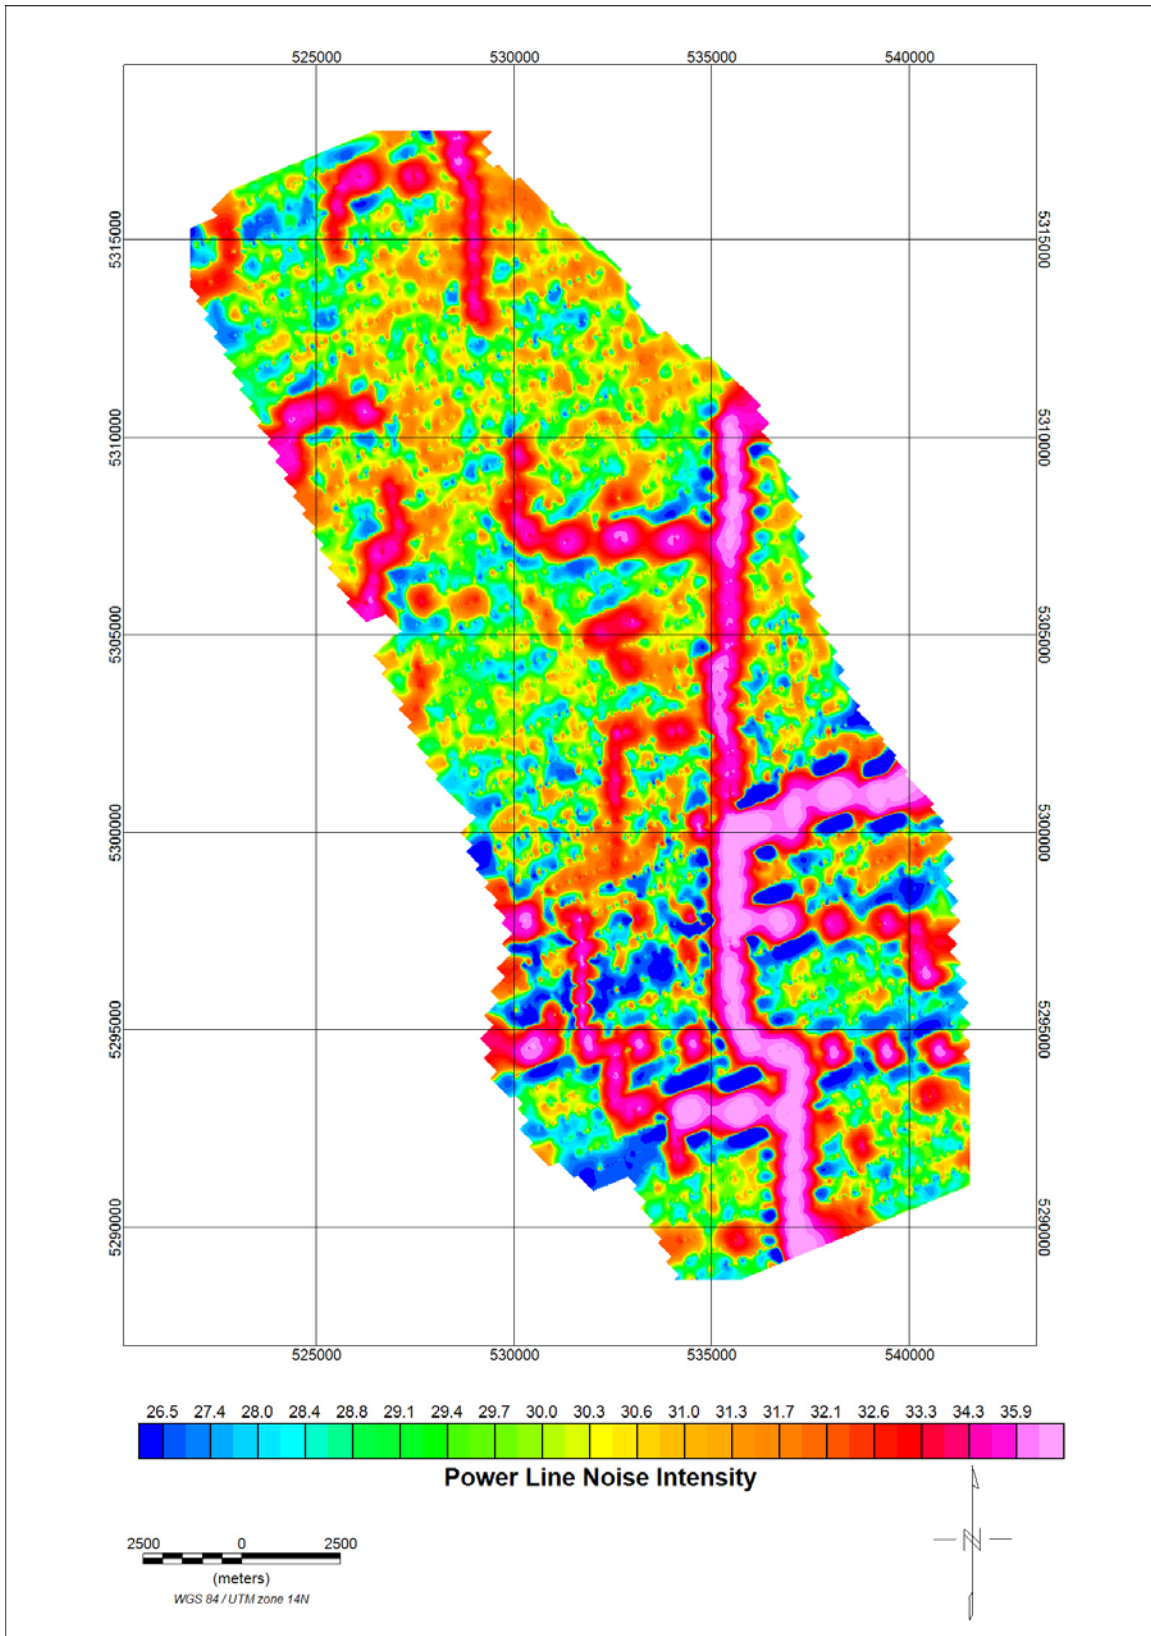 525000 530000 535000 540000
5315000 5315000
5310000 5310000
5305000 5305000
5300000 5300000
5295000 5295000
5290000 5290000
525000 530000 535000 540000
26.5 27.4 28.0 28.4 28.8 29.1 29.4 29.7 30.0 30.3 30.6 31.0 31.3 31.7 32.1 32.6 33.3 34.3 35.9
Power Line Noise Intensity
2500 0 2500
(meters)
WGS 84 / UTM zone 14N
N